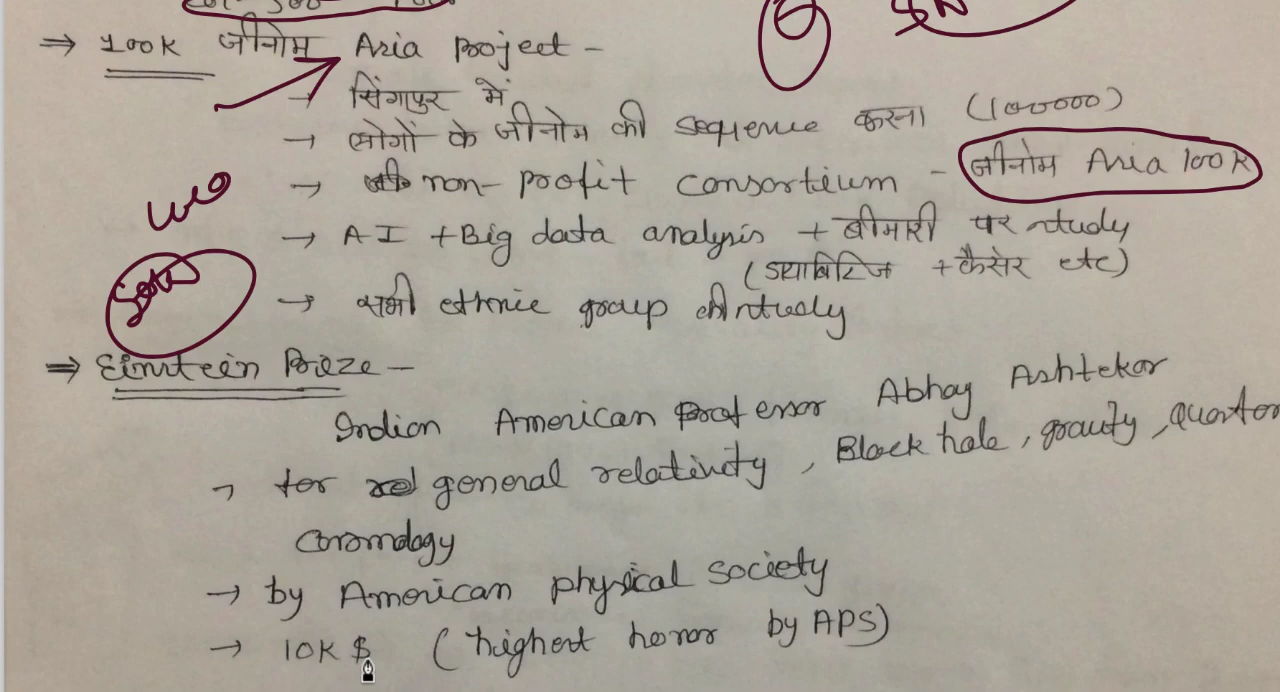 ⇒ 100K जीनोम Asia project -
→ सिंगापुर में
→ लोगों के जीनोम की sequence करना (100000)
→ non-profit consortium - जीनोम Asia 100K
→ AI + Big data analysis + बीमारी पर study
(डायबिटिज + कैंसर etc)
→ सभी ethnic group की study
⇒ Einstein Prize -
Indian American professor Abhay Ashtekar
→ for general relativity, Black hole, gravity, quantum
Cosmology
→ by American physical society
→ 10K $ (highest honor by APS)